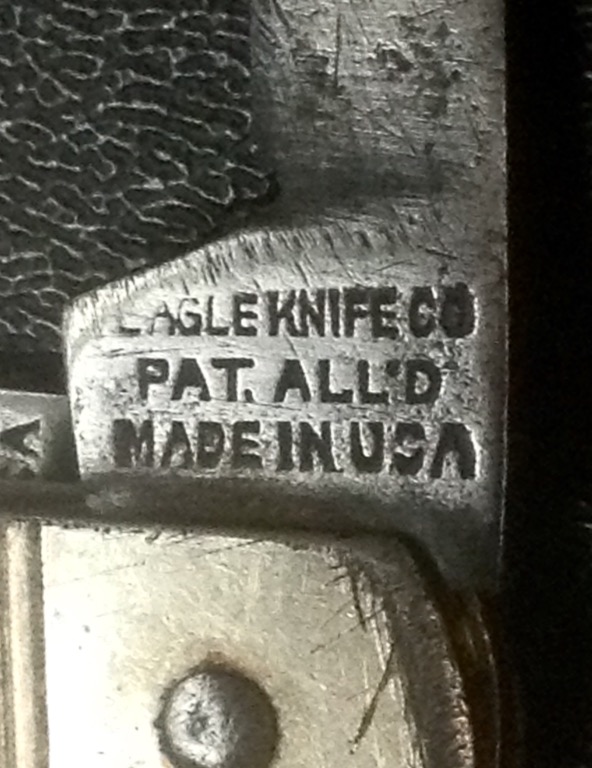 EAGLE KNIFE CO
PAT. ALL'D
MADE IN USA